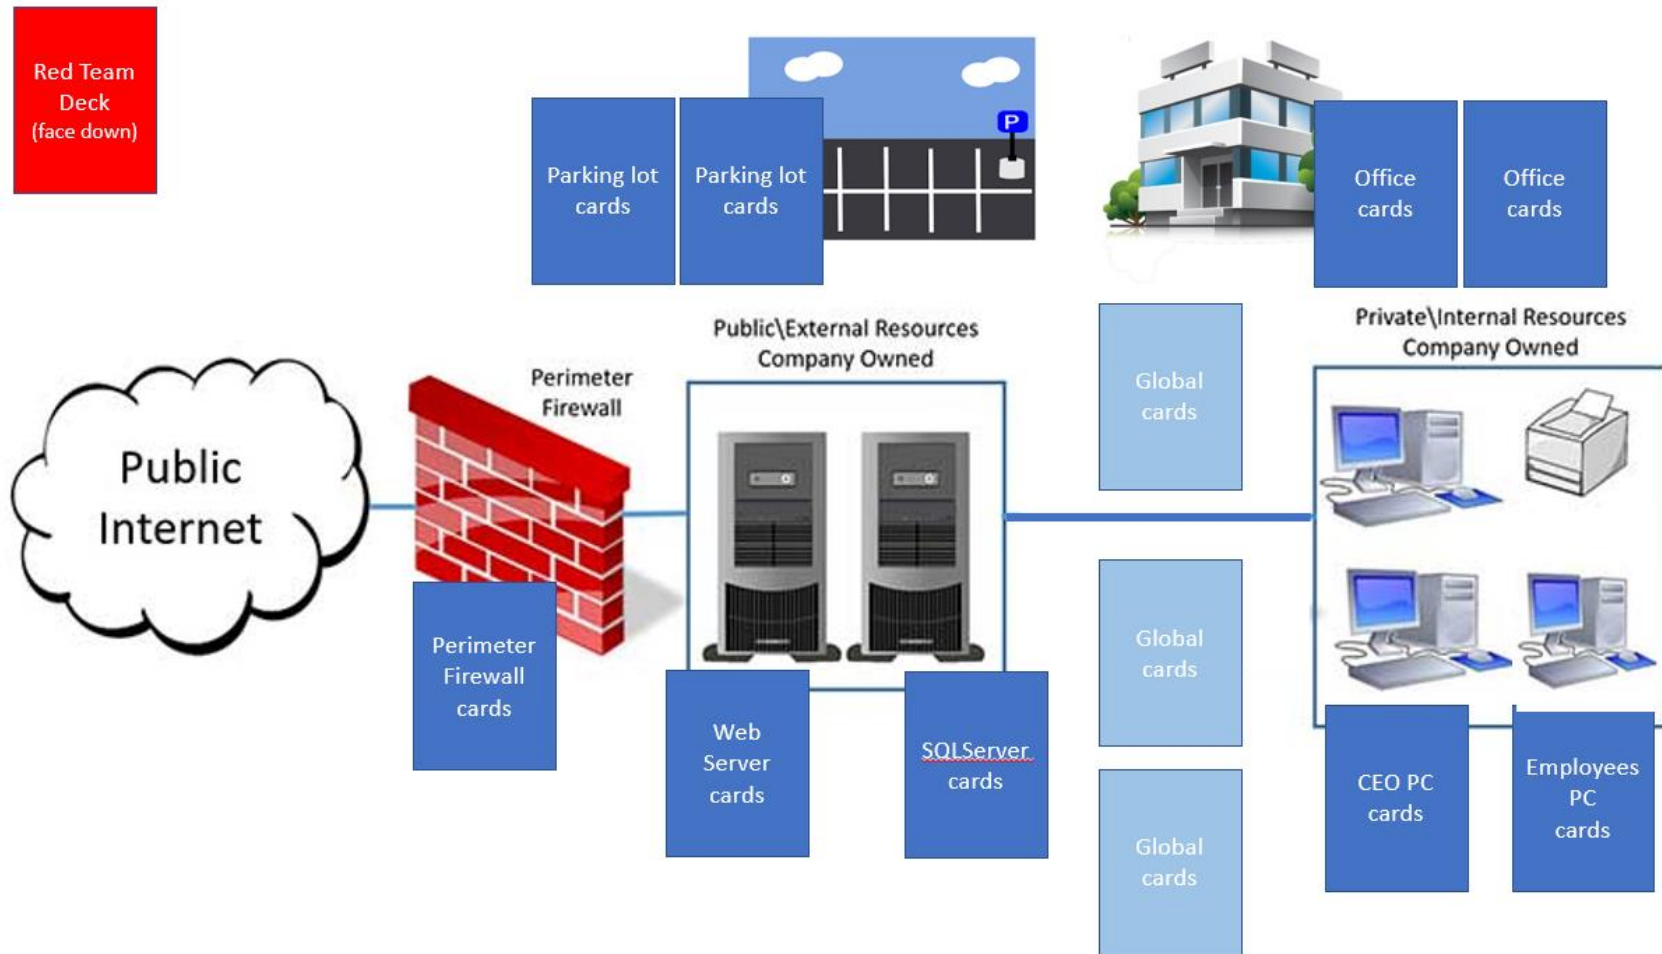 Red Team
Deck
(face down)
P
Parking lot
cards
Parking lot
cards
Office
cards
Office
cards
Public\External Resources
Company Owned
Private\Internal Resources
Company Owned
Perimeter
Firewall
Global
cards
Public
Internet
Perimeter
Firewall
cards
Global
cards
Web
Server
cards
SQLServer
cards
CEO PC
cards
Employees
PC
cards
Global
cards